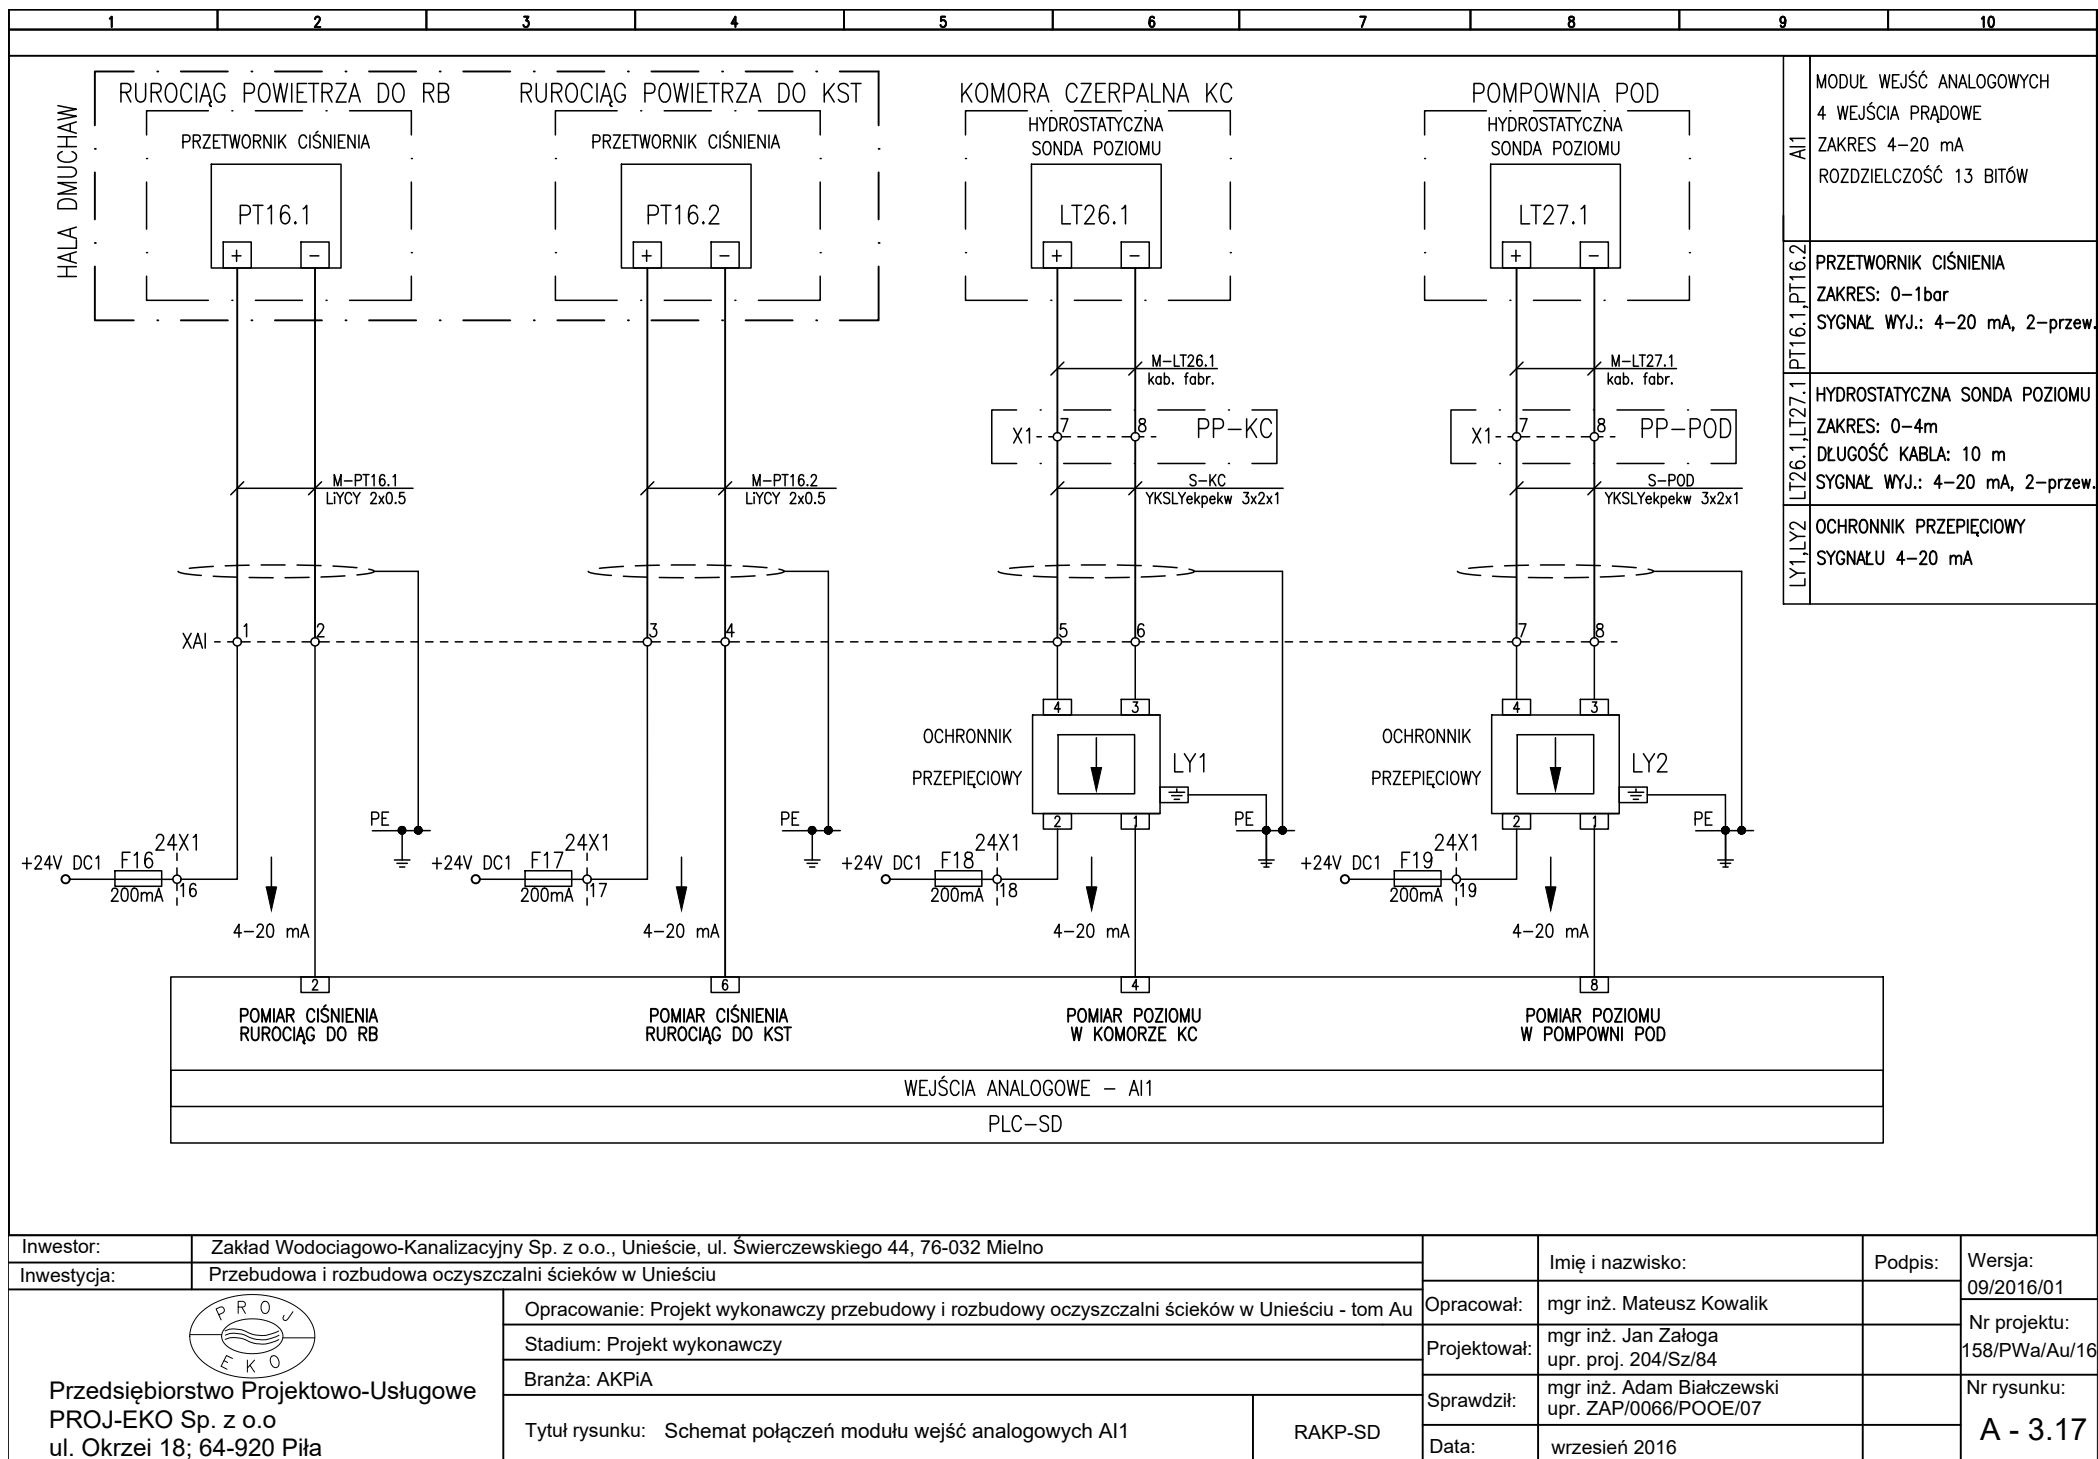 1 2 3 4 5 6 7 8 9 10
HALA DMUCHAW
RUROCIĄG POWIETRZA DO RB
PRZETWORNIK CIŚNIENIA
PT16.1
+ -
RUROCIĄG POWIETRZA DO KST
PRZETWORNIK CIŚNIENIA
PT16.2
+ -
KOMORA CZERPALNA KC
HYDROSTATYCZNA
SONDA POZIOMU
LT26.1
+ -
POMPOWNIA POD
HYDROSTATYCZNA
SONDA POZIOMU
LT27.1
+ -
AI1
MODUŁ WEJŚĆ ANALOGOWYCH
4 WEJŚCIA PRĄDOWE
ZAKRES 4-20 mA
ROZDZIELCZOŚĆ 13 BITÓW
PT16.1,PT16.2
PRZETWORNIK CIŚNIENIA
ZAKRES: 0-1bar
SYGNAŁ WYJ.: 4-20 mA, 2-przew.
LT26.1,LT27.1
HYDROSTATYCZNA SONDA POZIOMU
ZAKRES: 0-4m
DŁUGOŚĆ KABLA: 10 m
SYGNAŁ WYJ.: 4-20 mA, 2-przew.
LY1,LY2
OCHRONNIK PRZEPIĘCIOWY
SYGNAŁU 4-20 mA
M-LT26.1
kab. fabr.
M-LT27.1
kab. fabr.
X1 7 8 PP-KC
X1 7 8 PP-POD
M-PT16.1
LiYCY 2x0.5
M-PT16.2
LiYCY 2x0.5
S-KC
YKSLYekpekw 3x2x1
S-POD
YKSLYekpekw 3x2x1
XAI 1 2 3 4 5 6 7 8
4 3
OCHRONNIK
PRZEPIĘCIOWY
LY1
2 1
4 3
OCHRONNIK
PRZEPIĘCIOWY
LY2
2 1
PE PE PE PE
+24V DC1 F16 24X1
200mA 16
+24V DC1 F17 24X1
200mA 17
+24V DC1 F18 24X1
200mA 18
+24V DC1 F19 24X1
200mA 19
4-20 mA 4-20 mA 4-20 mA 4-20 mA
2 6 4 8
POMIAR CIŚNIENIA
RUROCIĄG DO RB
POMIAR CIŚNIENIA
RUROCIĄG DO KST
POMIAR POZIOMU
W KOMORZE KC
POMIAR POZIOMU
W POMPOWNI POD
WEJŚCIA ANALOGOWE - AI1
PLC-SD
Inwestor: Zakład Wodociagowo-Kanalizacyjny Sp. z o.o., Unieście, ul. Świerczewskiego 44, 76-032 Mielno
Inwestycja: Przebudowa i rozbudowa oczyszczalni ścieków w Unieściu
PROJ
EKO
Przedsiębiorstwo Projektowo-Usługowe
PROJ-EKO Sp. z o.o
ul. Okrzei 18; 64-920 Piła
Opracowanie: Projekt wykonawczy przebudowy i rozbudowy oczyszczalni ścieków w Unieściu - tom Au
Stadium: Projekt wykonawczy
Branża: AKPiA
Tytuł rysunku: Schemat połączeń modułu wejść analogowych AI1
RAKP-SD
Imię i nazwisko: Podpis:
Opracował: mgr inż. Mateusz Kowalik
Projektował: mgr inż. Jan Załoga
upr. proj. 204/Sz/84
Sprawdził: mgr inż. Adam Białczewski
upr. ZAP/0066/POOE/07
Data: wrzesień 2016
Wersja:
09/2016/01
Nr projektu:
158/PWa/Au/16
Nr rysunku:
A - 3.17